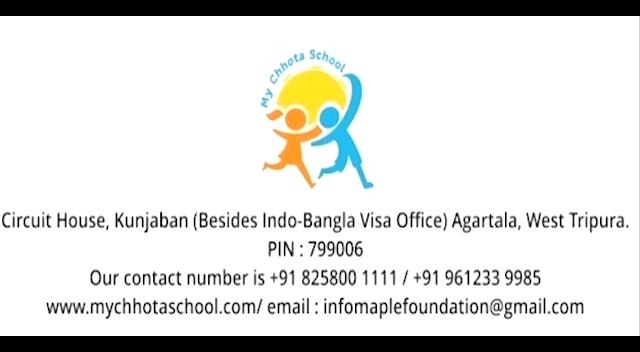 My Chhota School
Circuit House, Kunjaban (Besides Indo-Bangla Visa Office) Agartala, West Tripura.
PIN : 799006
Our contact number is +91 825800 1111 / +91 961233 9985
www.mychhotaschool.com/ email : infomaplefoundation@gmail.com